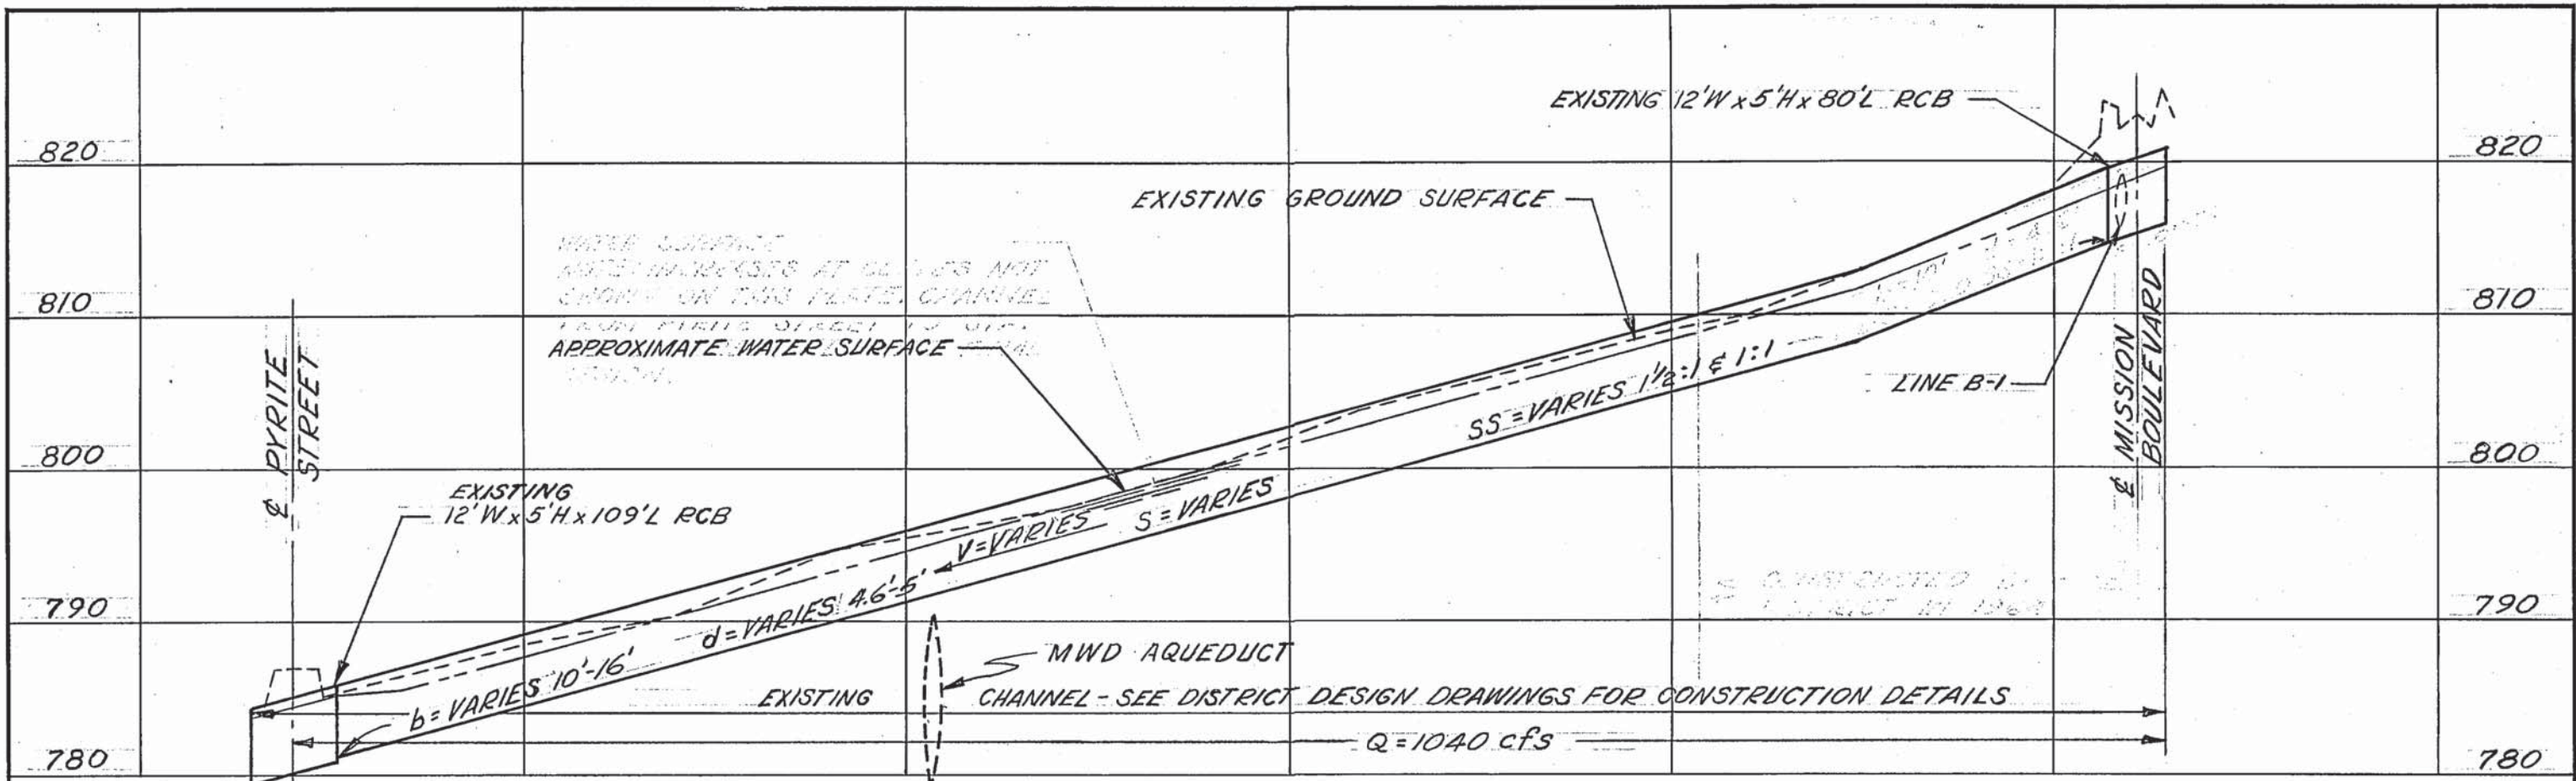 EXISTING 12'W x 5'H x 80'L RCB
820
820
EXISTING GROUND SURFACE
WATER SURFACE
810
810
APPROXIMATE WATER SURFACE
℄ PYRITE
STREET
SS = VARIES 1½:1 & 1:1
LINE B-1
℄ MISSION
BOULEVARD
800
800
EXISTING
12'W x 5'H x 109'L RCB
V = VARIES
S = VARIES
790
790
d = VARIES 4.6'-5'
MWD AQUEDUCT
b = VARIES 10'-16'
EXISTING CHANNEL - SEE DISTRICT DESIGN DRAWINGS FOR CONSTRUCTION DETAILS
Q = 1040 cfs
780
780